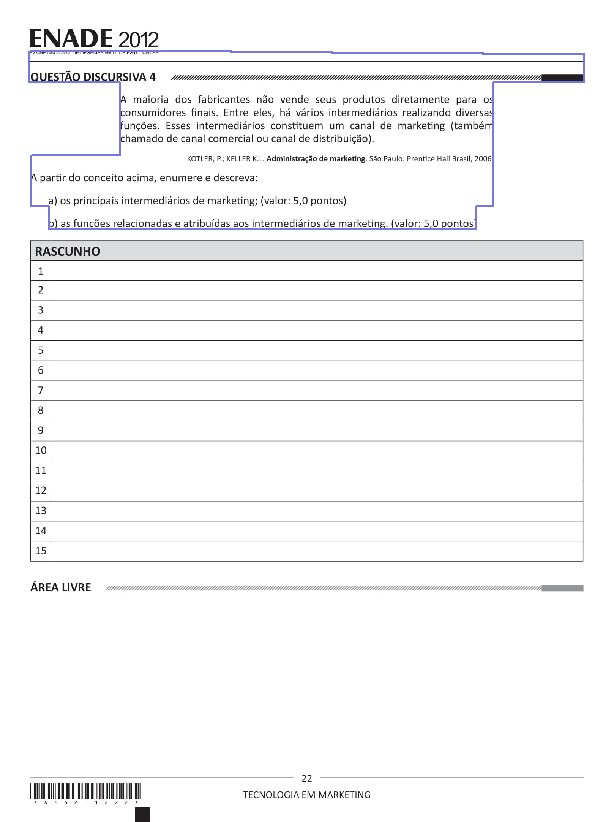 ENADE 2012
QUESTÃO DISCURSIVA 4
A maioria dos fabricantes não vende seus produtos diretamente para os
consumidores finais. Entre eles, há vários intermediários realizando diversas
funções. Esses intermediários constituem um canal de marketing (também
chamado de canal comercial ou canal de distribuição).
KOTLER, P.; KELLER K.L. Administração de marketing. São Paulo: Prentice Hall Brasil, 2006.
A partir do conceito acima, enumere e descreva:
a) os principais intermediários de marketing; (valor: 5,0 pontos)
b) as funções relacionadas e atribuídas aos intermediários de marketing. (valor: 5,0 pontos)
RASCUNHO
1
2
3
4
5
6
7
8
9
10
11
12
13
14
15
ÁREA LIVRE
22
TECNOLOGIA EM MARKETING